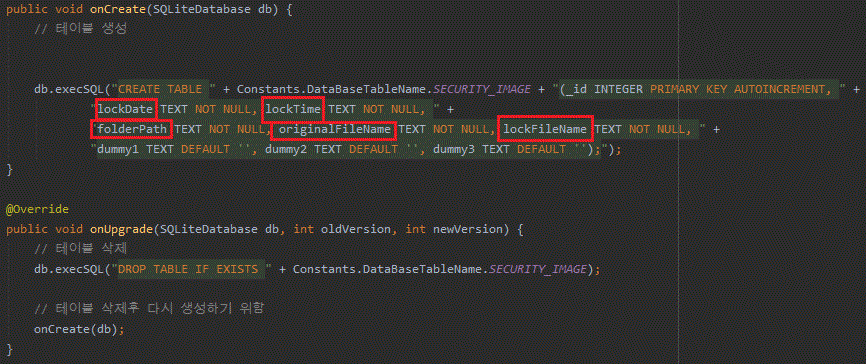 public void onCreate(SQLiteDatabase db) {
// 테이블 생성
db.execSQL("CREATE TABLE " + Constants.DataBaseTableName.SECURITY_IMAGE + "(_id INTEGER PRIMARY KEY AUTOINCREMENT, " +
"lockDate TEXT NOT NULL, lockTime TEXT NOT NULL, " +
"folderPath TEXT NOT NULL, originalFileName TEXT NOT NULL, lockFileName TEXT NOT NULL, " +
"dummy1 TEXT DEFAULT '', dummy2 TEXT DEFAULT '', dummy3 TEXT DEFAULT '');");
}
@Override
public void onUpgrade(SQLiteDatabase db, int oldVersion, int newVersion) {
// 테이블 삭제
db.execSQL("DROP TABLE IF EXISTS " + Constants.DataBaseTableName.SECURITY_IMAGE);
// 테이블 삭제후 다시 생성하기 위함
onCreate(db);
}